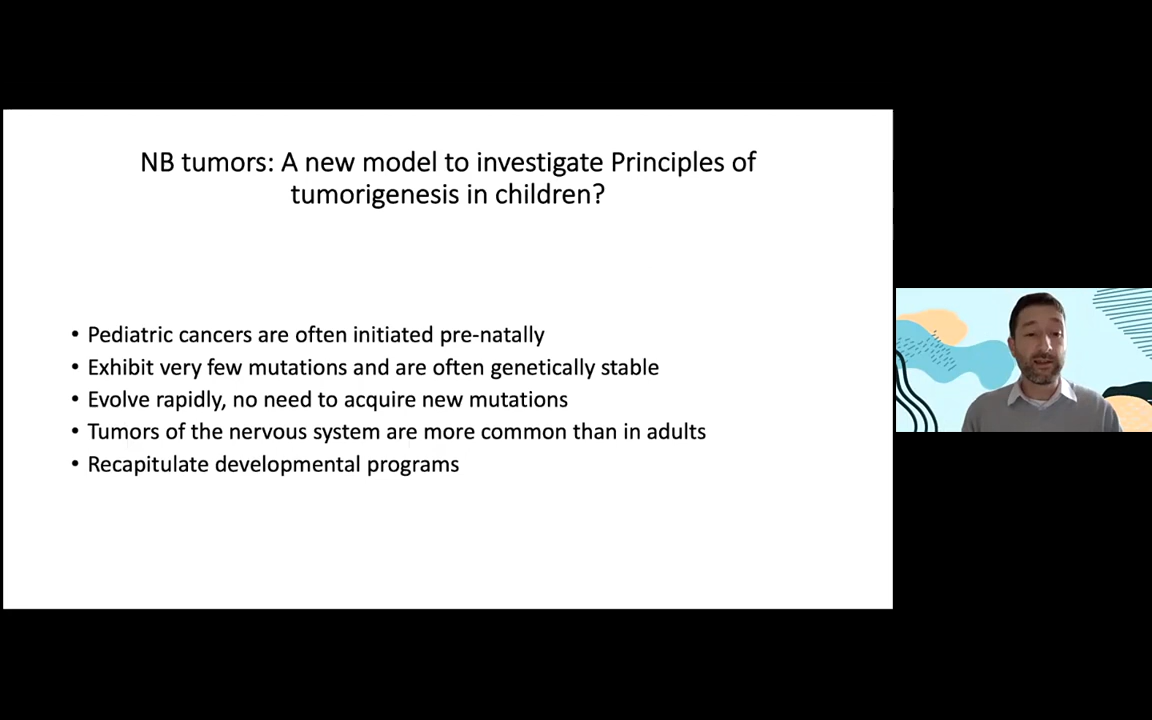 NB tumors: A new model to investigate Principles of
tumorigenesis in children?
• Pediatric cancers are often initiated pre-natally
• Exhibit very few mutations and are often genetically stable
• Evolve rapidly, no need to acquire new mutations
• Tumors of the nervous system are more common than in adults
• Recapitulate developmental programs